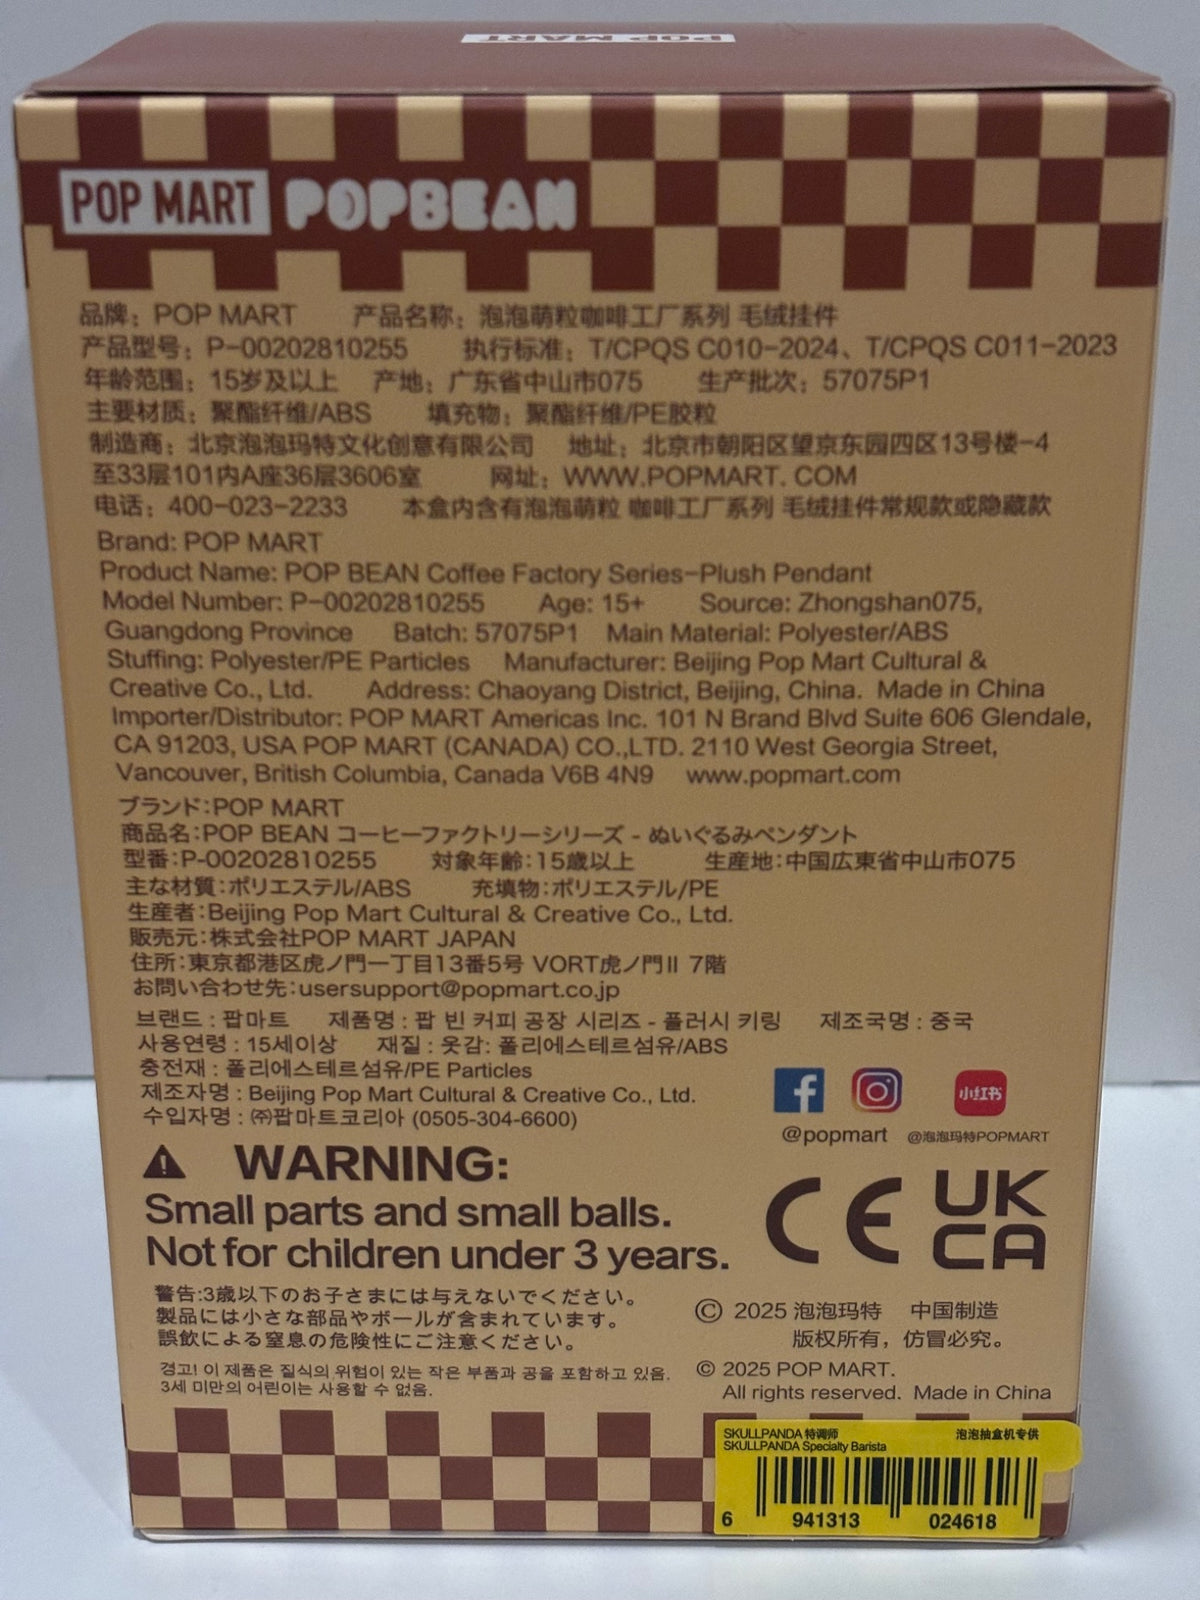 POP MART
POP MART POPBEAN
品牌：POP MART 产品名称：泡泡萌粒咖啡工厂系列 毛绒挂件
产品型号：P-00202810255 执行标准：T/CPQS C010-2024、T/CPQS C011-2023
年龄范围：15岁及以上 产地：广东省中山市075 生产批次：57075P1
主要材质：聚酯纤维/ABS 填充物：聚酯纤维/PE胶粒
制造商：北京泡泡玛特文化创意有限公司 地址：北京市朝阳区望京东园四区13号楼-4
至33层101内A座36层3606室 网址：WWW.POPMART. COM
电话：400-023-2233 本盒内含有泡泡萌粒 咖啡工厂系列 毛绒挂件常规款或隐藏款
Brand: POP MART
Product Name: POP BEAN Coffee Factory Series-Plush Pendant
Model Number: P-00202810255 Age: 15+ Source: Zhongshan075,
Guangdong Province Batch: 57075P1 Main Material: Polyester/ABS
Stuffing: Polyester/PE Particles Manufacturer: Beijing Pop Mart Cultural &
Creative Co., Ltd. Address: Chaoyang District, Beijing, China. Made in China
Importer/Distributor: POP MART Americas Inc. 101 N Brand Blvd Suite 606 Glendale,
CA 91203, USA POP MART (CANADA) CO.,LTD. 2110 West Georgia Street,
Vancouver, British Columbia, Canada V6B 4N9 www.popmart.com
ブランド：POP MART
商品名：POP BEAN コーヒーファクトリーシリーズ - ぬいぐるみペンダント
型番：P-00202810255 対象年齢：15歳以上 生産地：中国広東省中山市075
主な材質：ポリエステル/ABS 充填物：ポリエステル/PE
生産者：Beijing Pop Mart Cultural & Creative Co., Ltd.
販売元：株式会社POP MART JAPAN
住所：東京都港区虎ノ門一丁目13番5号 VORT虎ノ門II 7階
お問い合わせ先：usersupport@popmart.co.jp
브랜드 : 팝마트 제품명 : 팝 빈 커피 공장 시리즈 - 플러시 키링 제조국명 : 중국
사용연령 : 15세이상 재질 : 옷감: 폴리에스테르섬유/ABS
충전재 : 폴리에스테르섬유/PE Particles
제조자명 : Beijing Pop Mart Cultural & Creative Co., Ltd.
수입자명 : ㈜팝마트코리아 (0505-304-6600)
小红书
@popmart @泡泡玛特POPMART
WARNING:
Small parts and small balls.
Not for children under 3 years.
CE UK
CA
警告:3歳以下のお子さまには与えないでください。
製品には小さな部品やボールが含まれています。
誤飲による窒息の危険性にご注意ください。
경고! 이 제품은 질식의 위험이 있는 작은 부품과 공을 포함하고 있음.
3세 미만의 어린이는 사용할 수 없음.
© 2025 泡泡玛特 中国制造
版权所有，仿冒必究。
© 2025 POP MART.
All rights reserved. Made in China
SKULLPANDA 特调师 泡泡抽盒机专供
SKULLPANDA Specialty Barista
6 941313 024618